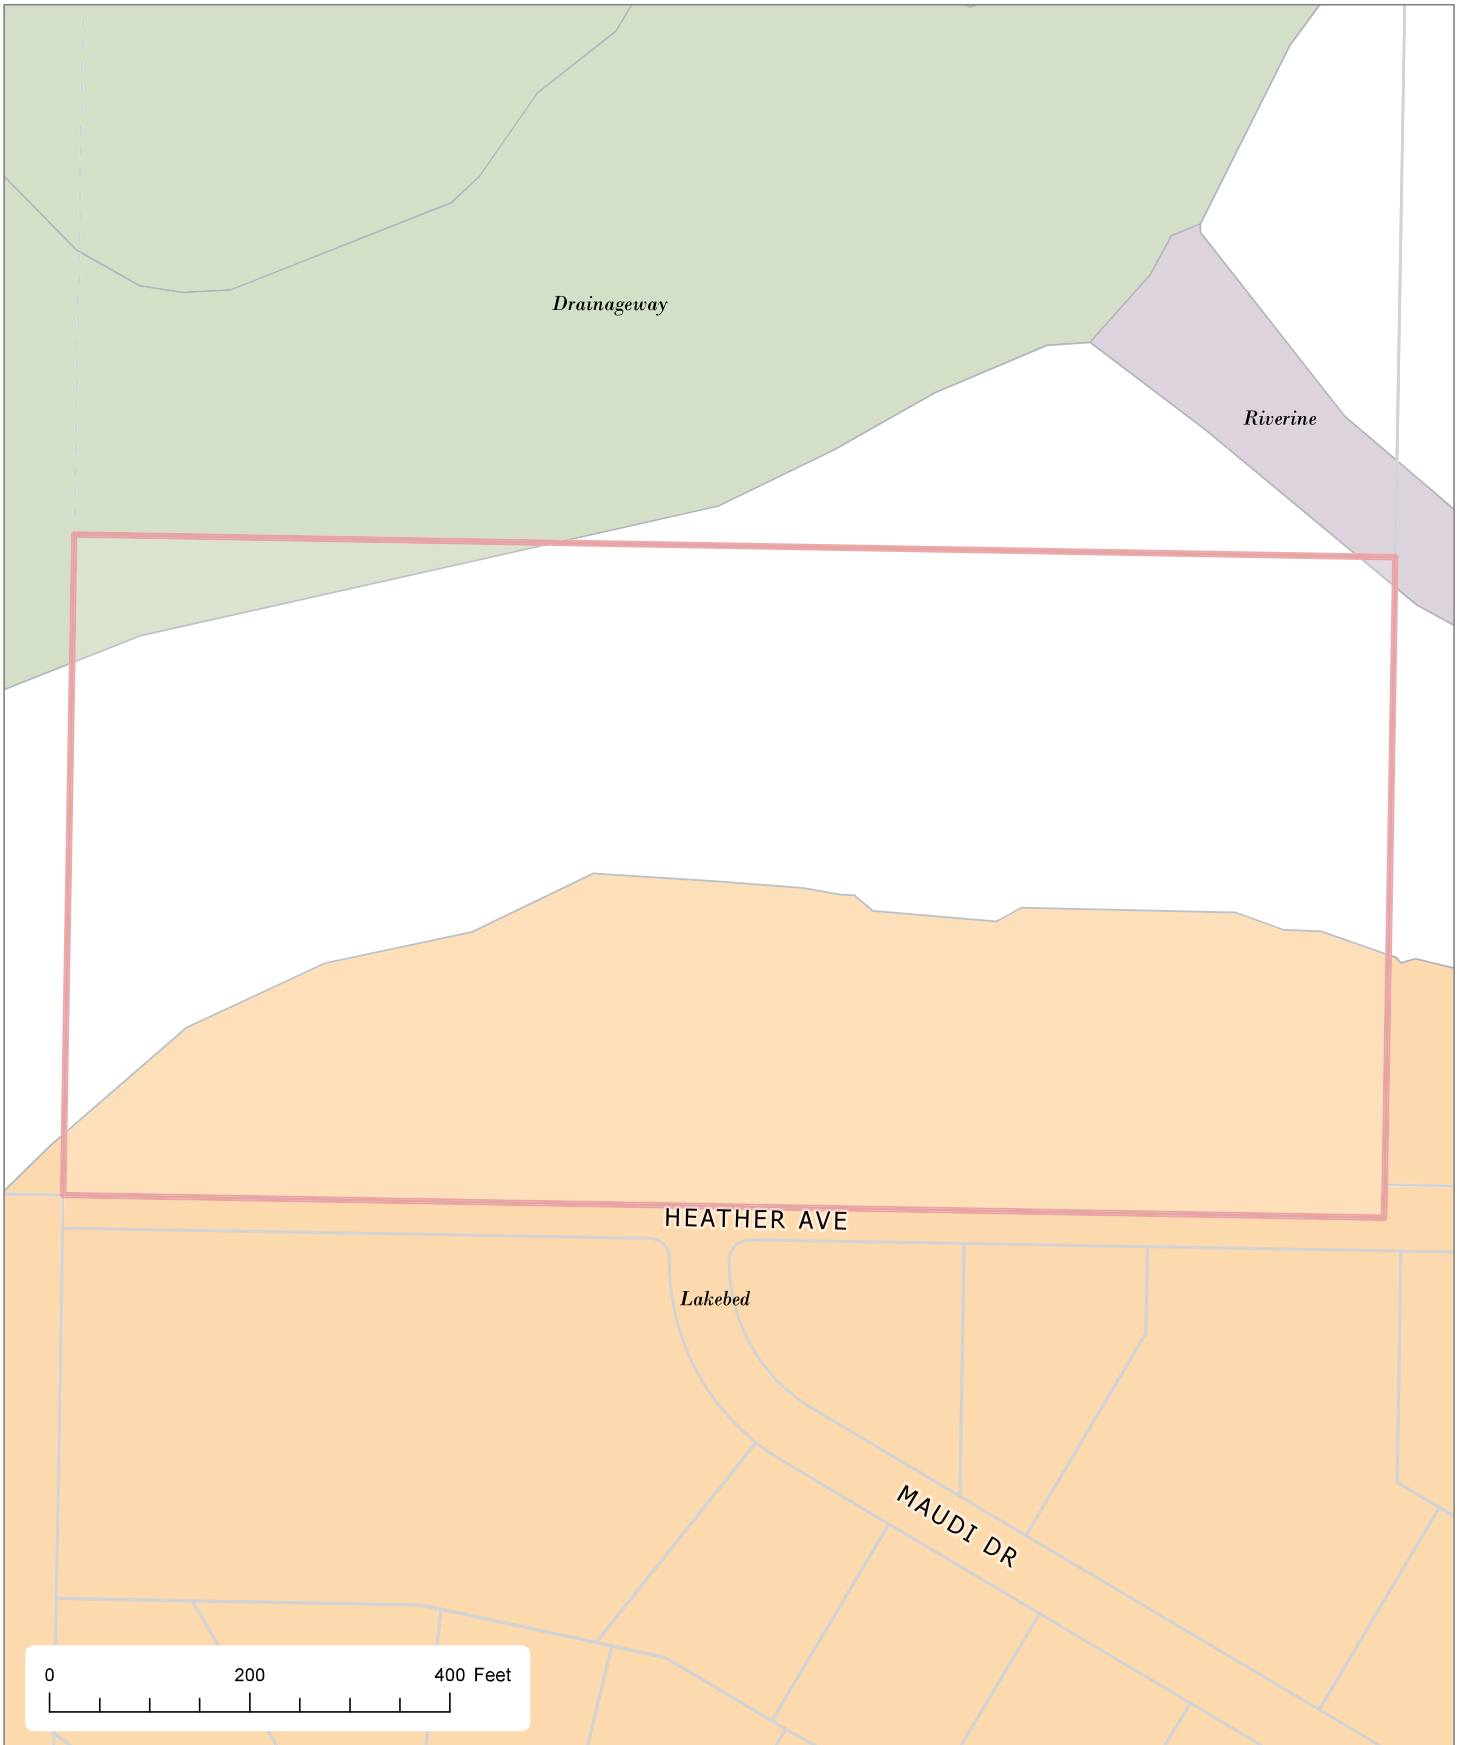 Drainageway
Riverine
HEATHER AVE
Lakebed
MAUDI DR
0 200 400 Feet